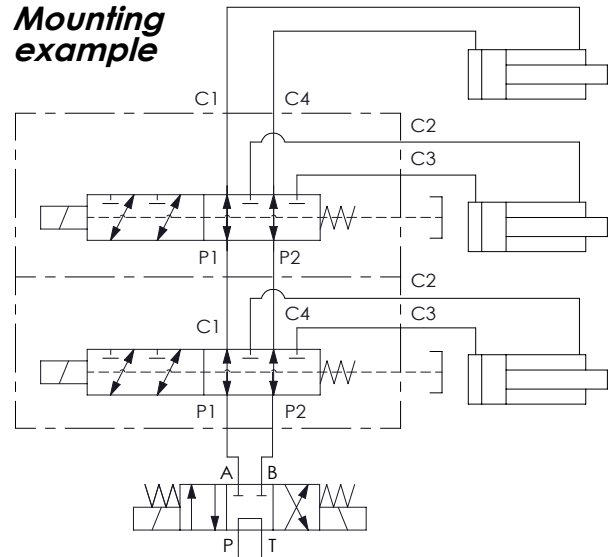 Mounting
example
C1 C4
C2
C3
P1 P2
C2
C1 C4 C3
P1 P2
A B
P T